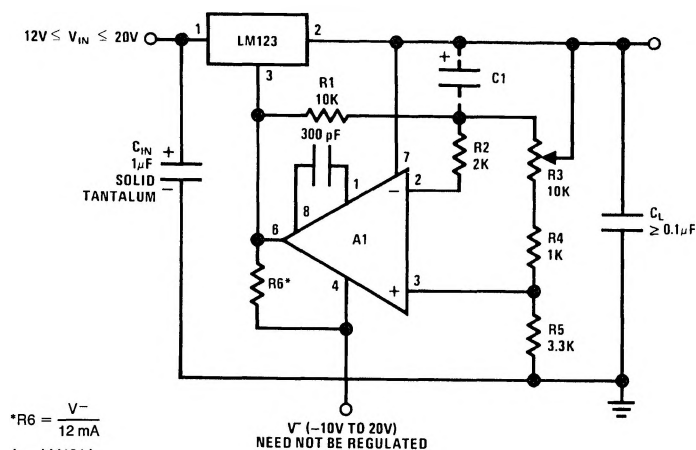 12V ≤ VIN ≤ 20V
1
LM123
2
3
R1
10K
300 pF
+
C1
CIN
1μF
SOLID
TANTALUM
+
−
8
1
7
R2
2K
R3
10K
2
−
6
A1
CL
≥ 0.1μF
R4
1K
R6*
4
+
3
R5
3.3K
*R6 = V−
12 mA
V− (−10V TO 20V)
NEED NOT BE REGULATED